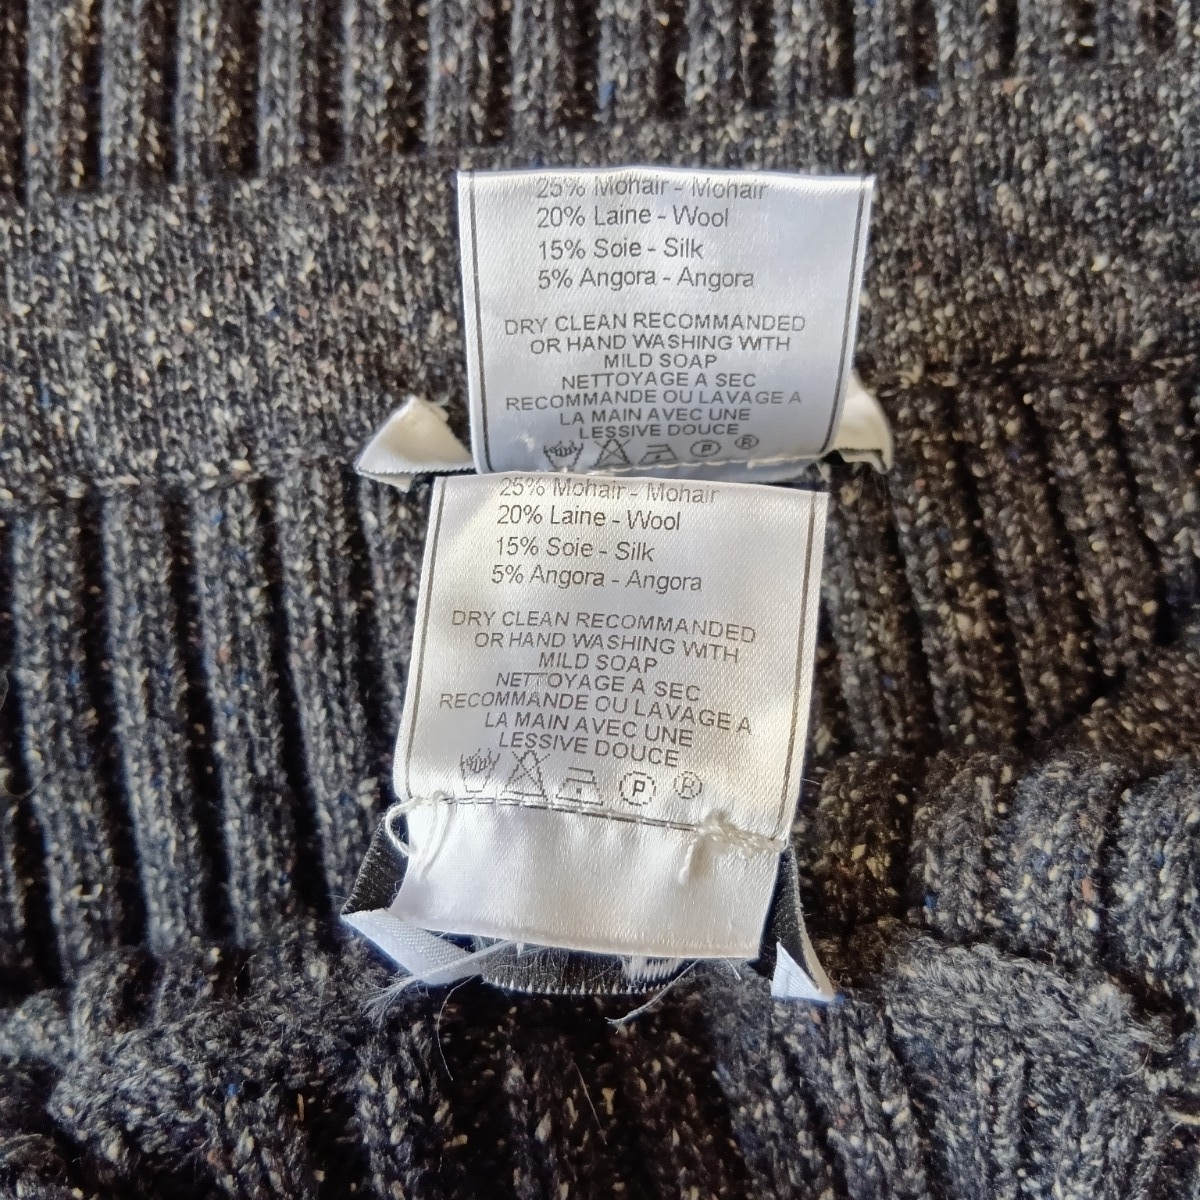 25% Mohair - Mohair
20% Laine - Wool
15% Soie - Silk
5% Angora - Angora
DRY CLEAN RECOMMANDED
OR HAND WASHING WITH
MILD SOAP
NETTOYAGE A SEC
RECOMMANDE OU LAVAGE A
LA MAIN AVEC UNE
LESSIVE DOUCE
P ®
25% Mohair - Mohair
20% Laine - Wool
15% Soie - Silk
5% Angora - Angora
DRY CLEAN RECOMMANDED
OR HAND WASHING WITH
MILD SOAP
NETTOYAGE A SEC
RECOMMANDE OU LAVAGE A
LA MAIN AVEC UNE
LESSIVE DOUCE
P ®